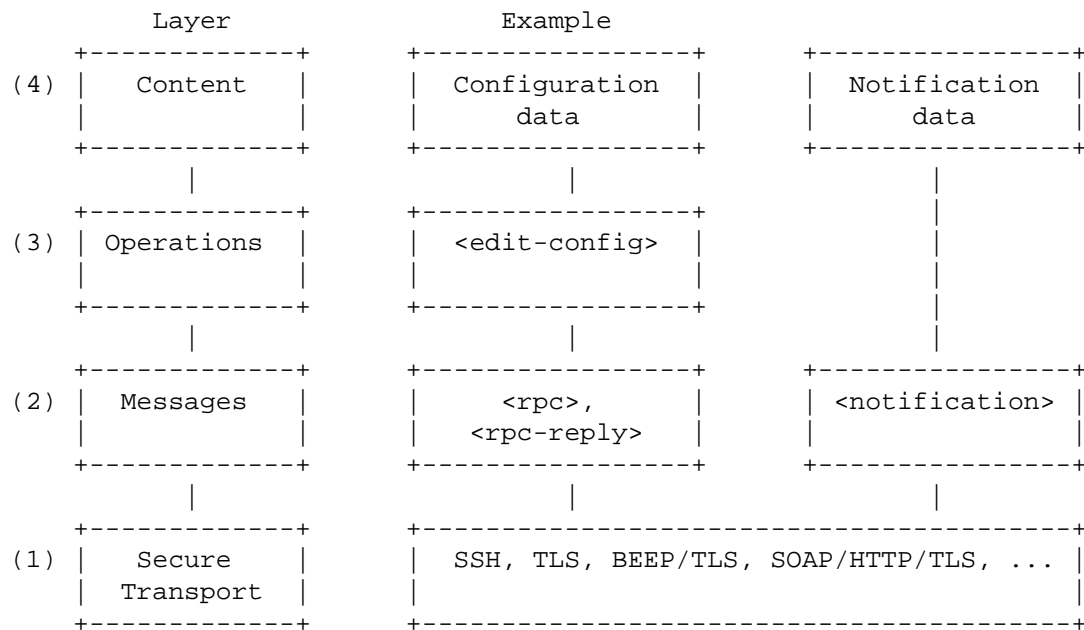 Layer Example
(4) Content Configuration Notification
data data
(3) Operations <edit-config>
(2) Messages <rpc>, <notification>
<rpc-reply>
(1) Secure SSH, TLS, BEEP/TLS, SOAP/HTTP/TLS, ...
Transport